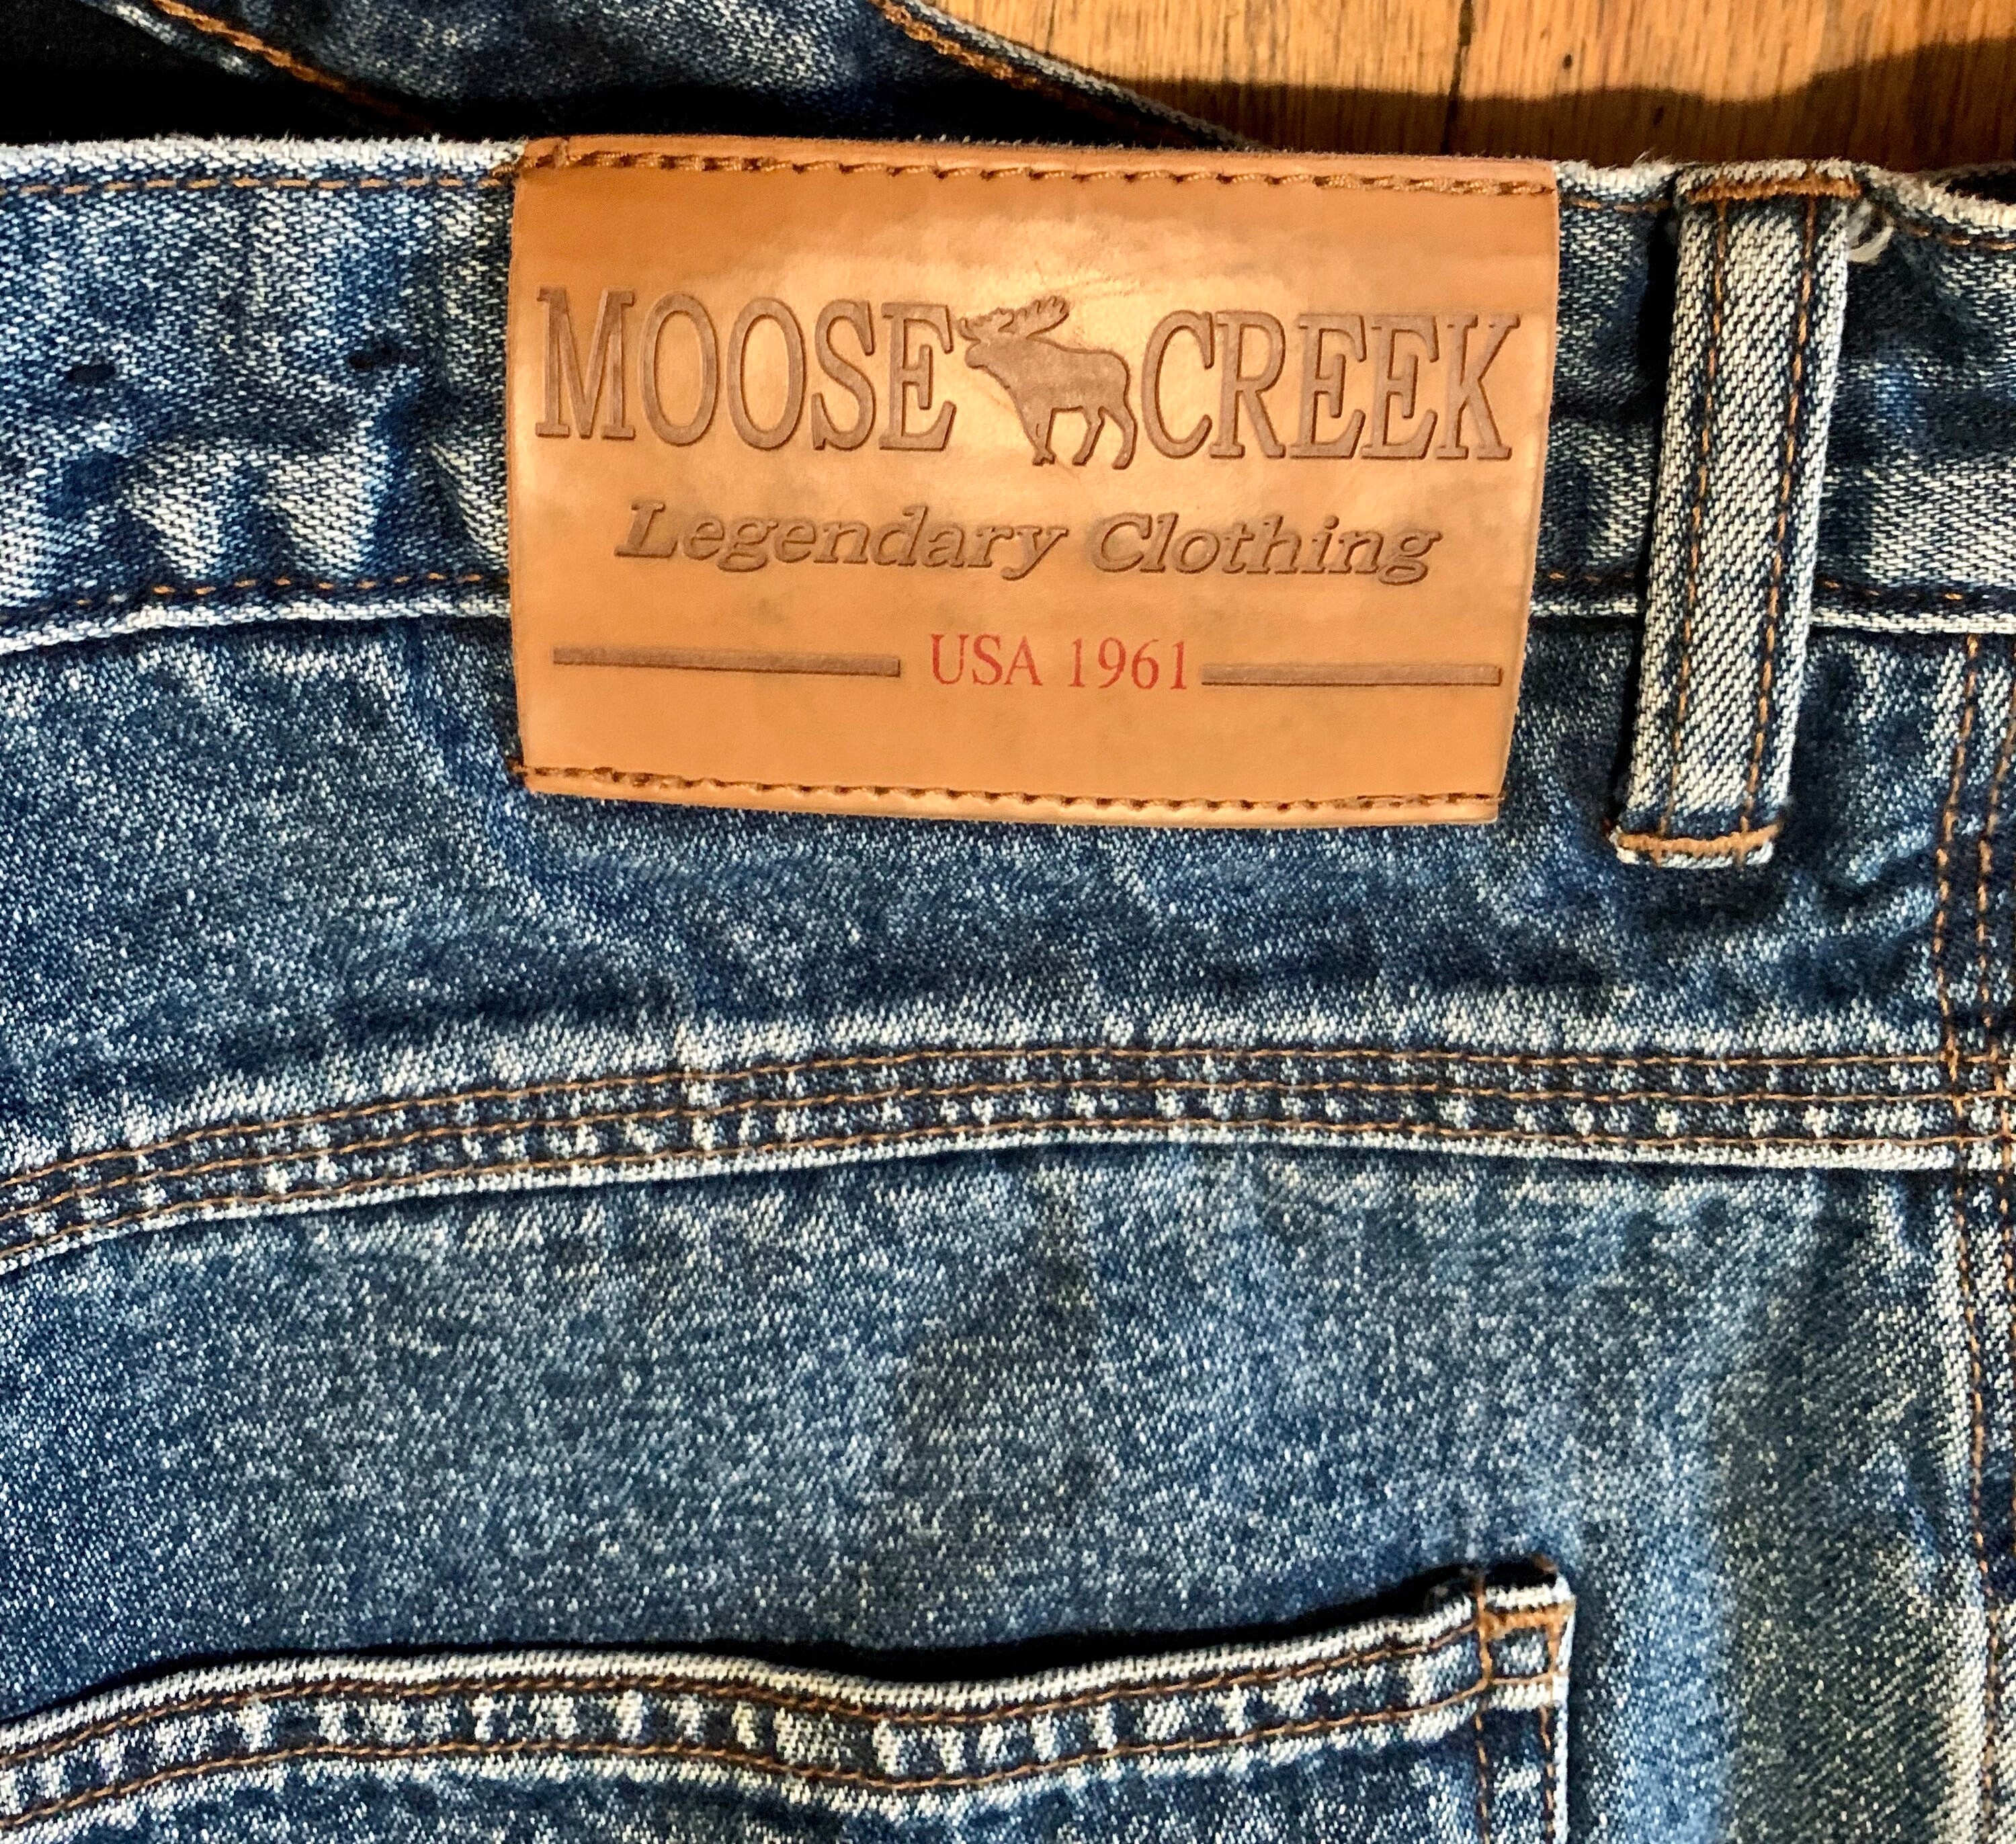 MOOSE CREEK
Legendary Clothing
USA 1961